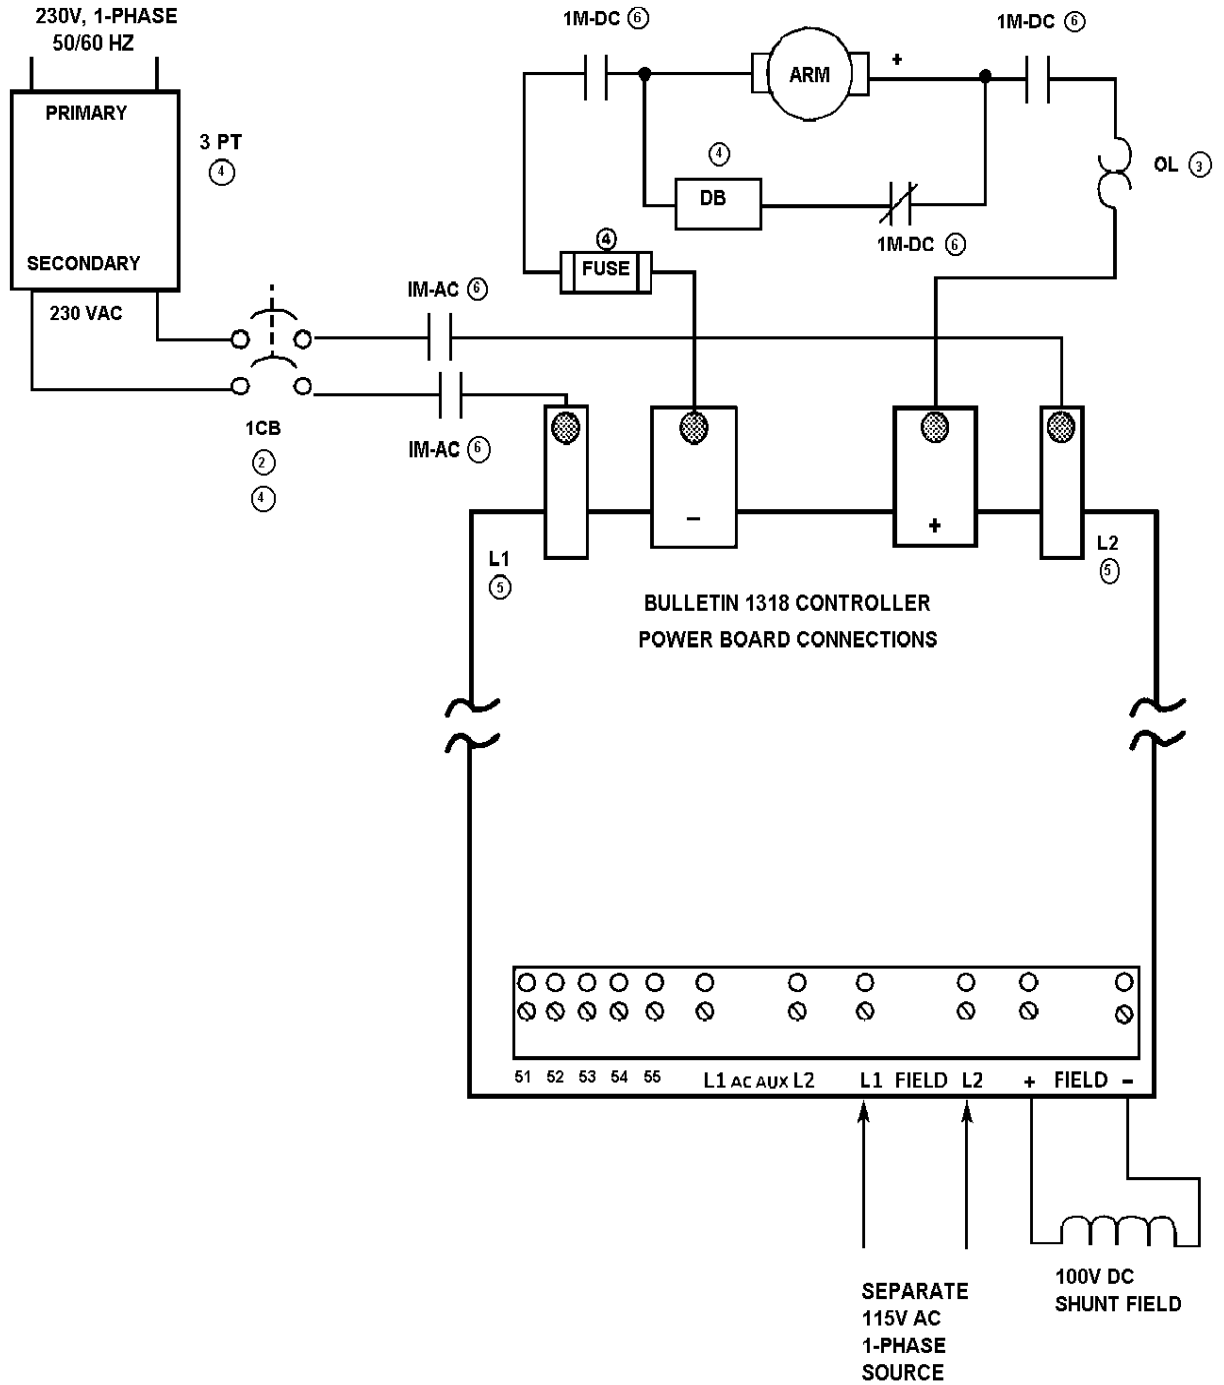 230V, 1-PHASE
50/60 HZ
PRIMARY
3 PT
4
SECONDARY
230 VAC
1M-DC 6
ARM
+
1M-DC 6
OL 3
4
DB
1M-DC 6
4
FUSE
IM-AC 6
IM-AC 6
1CB
2
4
−
+
L1
5
L2
5
BULLETIN 1318 CONTROLLER
POWER BOARD CONNECTIONS
51 52 53 54 55 L1 AC AUX L2 L1 FIELD L2 + FIELD −
SEPARATE
115V AC
1-PHASE
SOURCE
100V DC
SHUNT FIELD